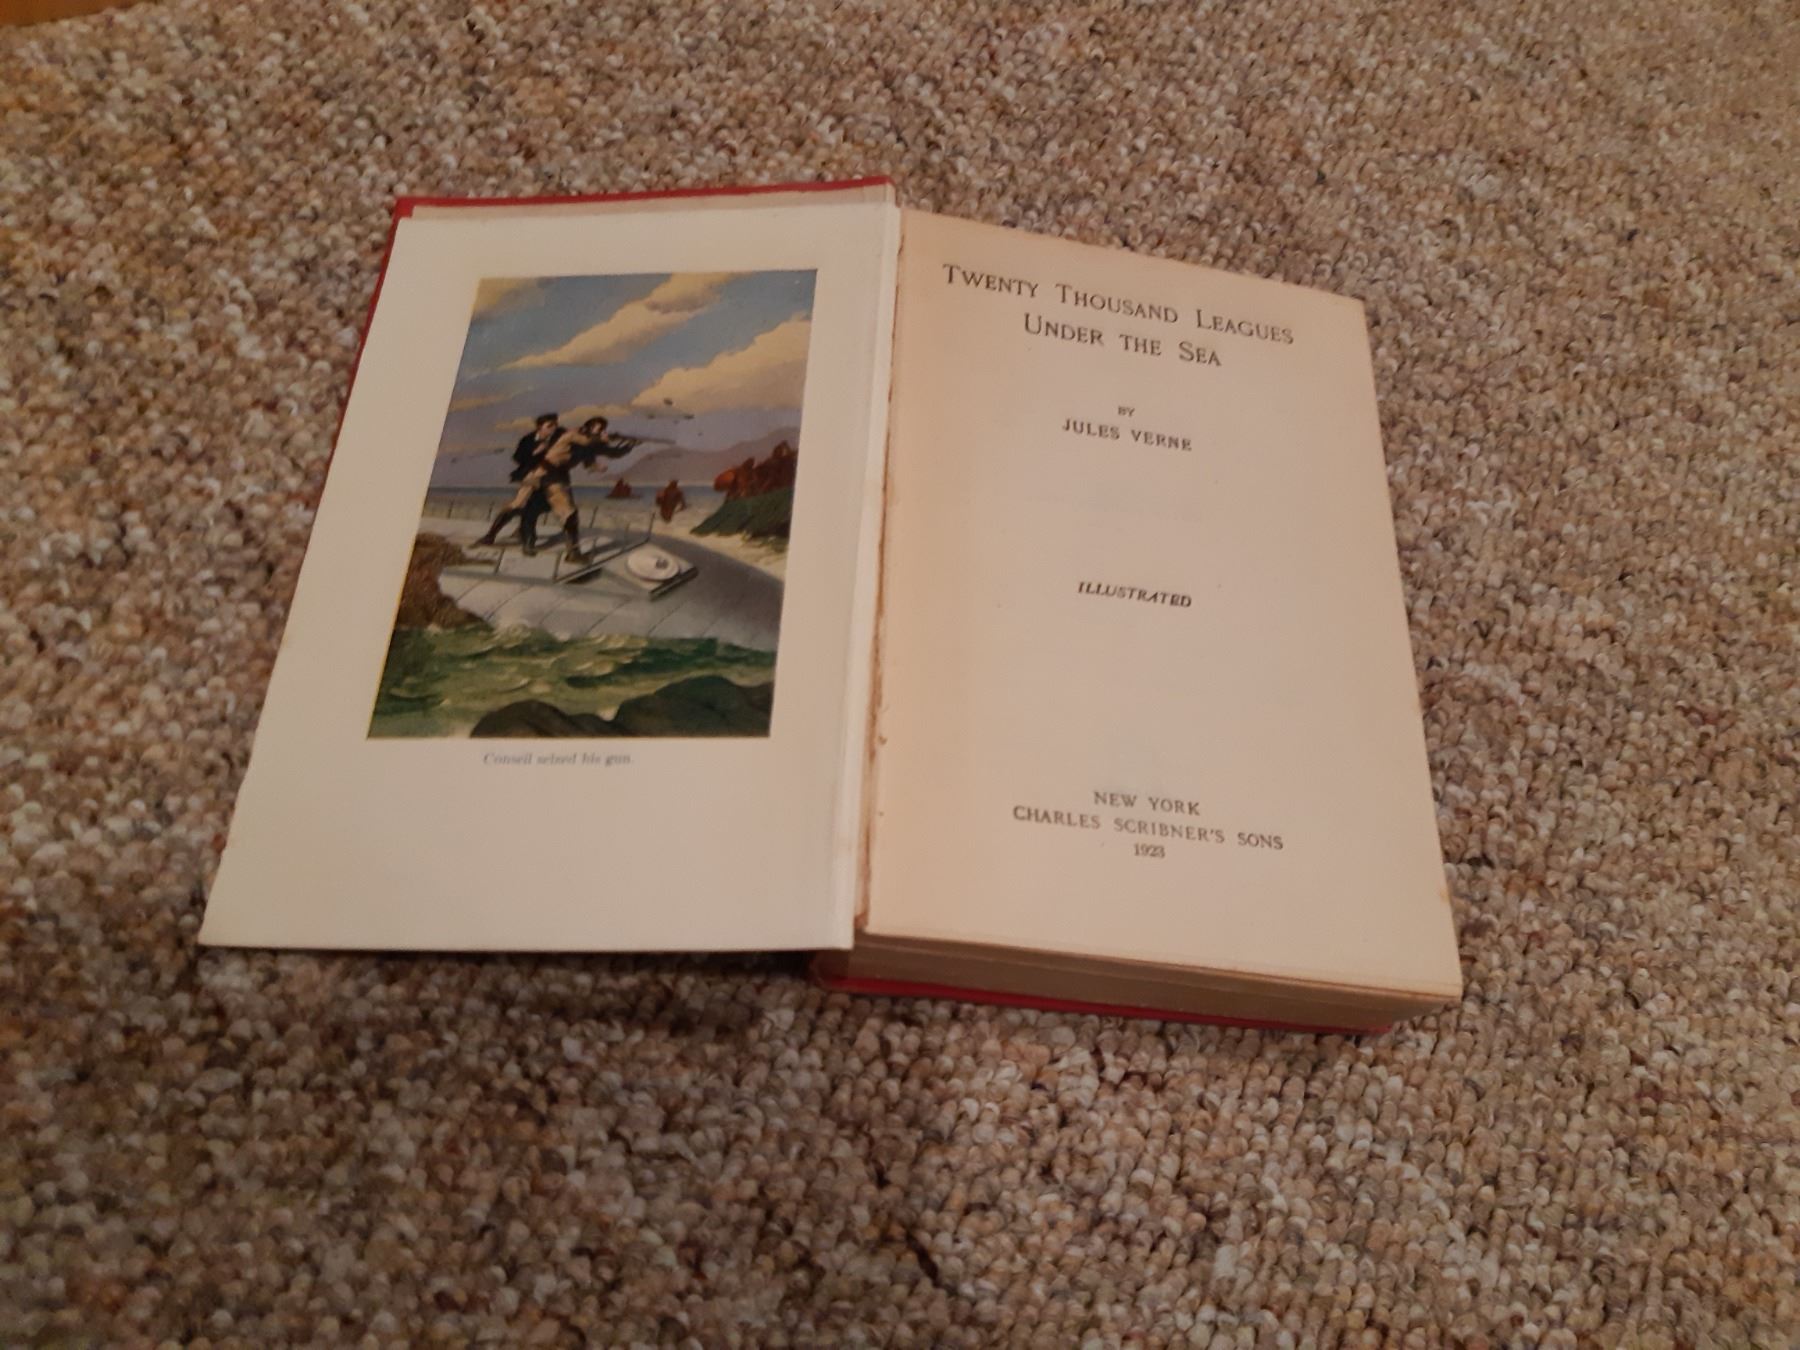 Conseil seized his gun.
TWENTY THOUSAND LEAGUES
UNDER THE SEA
BY
JULES VERNE
ILLUSTRATED
NEW YORK
CHARLES SCRIBNER'S SONS
1923